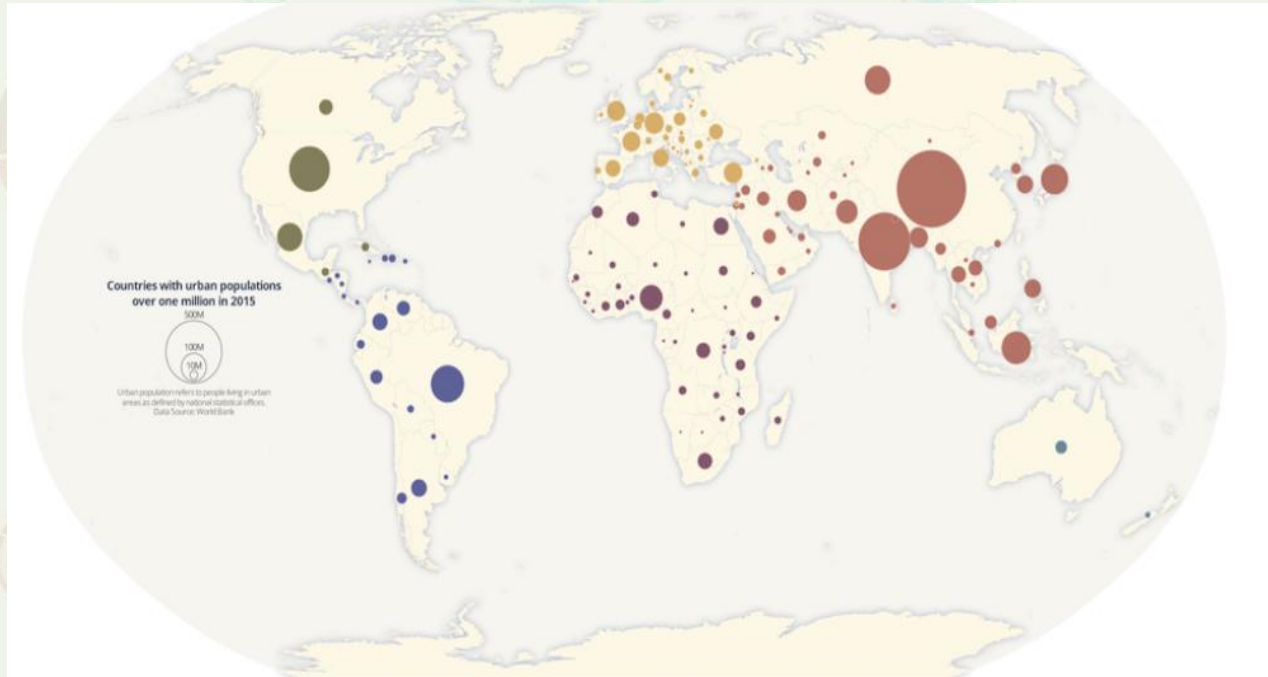 Countries with urban populations
over one million in 2015
500M
100M
10M
Urban population refers to people living in urban
areas as defined by national statistical offices.
Data Source: World Bank